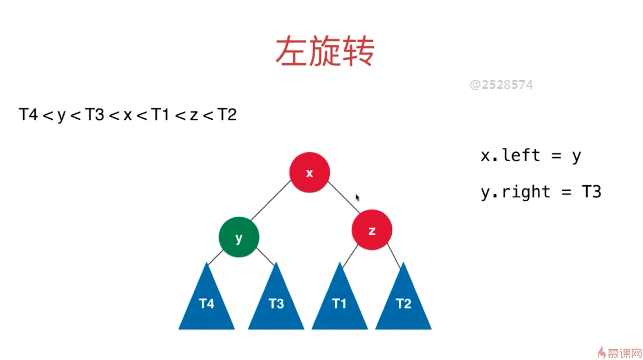 左旋转
@2528574
T4 < y < T3 < x < T1 < z < T2
x.left = y
y.right = T3
x
y
z
T4
T3
T1
T2
慕课网